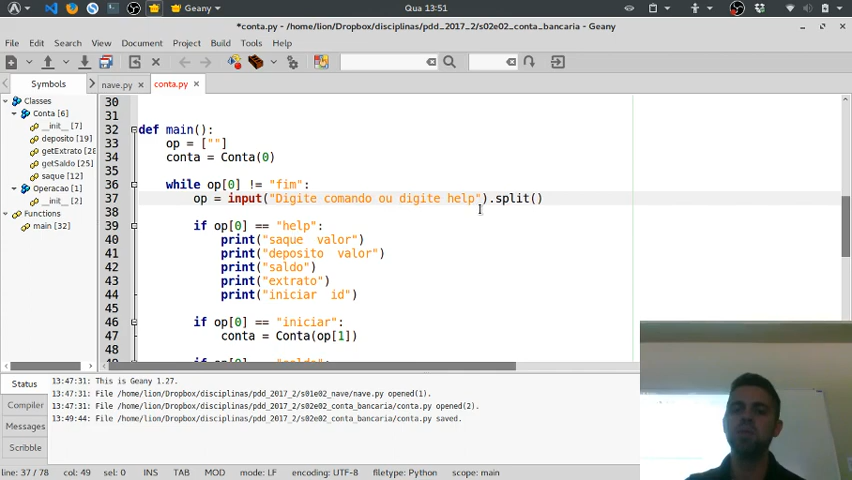 Geany
Qua 13:51
*conta.py - /home/lion/Dropbox/disciplinas/pdd_2017_2/s02e02_conta_bancaria - Geany
File Edit Search View Document Project Build Tools Help
Symbols
nave.py
conta.py
Classes
Conta [6]
__init__ [7]
deposito [19]
getExtrato [28
getSaldo [25]
saque [12]
Operacao [1]
__init__ [2]
Functions
main [32]
30
31
32 def main():
33 op = [""]
34 conta = Conta(0)
35
36 while op[0] != "fim":
37 op = input("Digite comando ou digite help").split()
38
39 if op[0] == "help":
40 print("saque valor")
41 print("deposito valor")
42 print("saldo")
43 print("extrato")
44 print("iniciar id")
45
46 if op[0] == "iniciar":
47 conta = Conta(op[1])
48
Status
Compiler
Messages
Scribble
13:47:31: This is Geany 1.27.
13:47:31: File /home/lion/Dropbox/disciplinas/pdd_2017_2/s01e02_nave/nave.py opened(1).
13:47:31: File /home/lion/Dropbox/disciplinas/pdd_2017_2/s02e02_conta_bancaria/conta.py opened(2).
13:49:44: File /home/lion/Dropbox/disciplinas/pdd_2017_2/s02e02_conta_bancaria/conta.py saved.
line: 37 / 78 col: 49 sel: 0 INS TAB MOD mode: LF encoding: UTF-8 filetype: Python scope: main